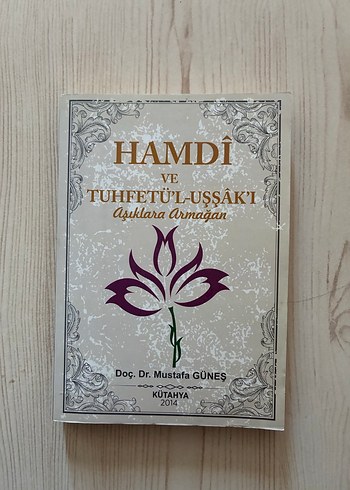 HAMDÎ
VE
TUHFETÜ'L-UŞŞÂK'I
Aşıklara Armağan
Doç. Dr. Mustafa GÜNEŞ
KÜTAHYA
2014